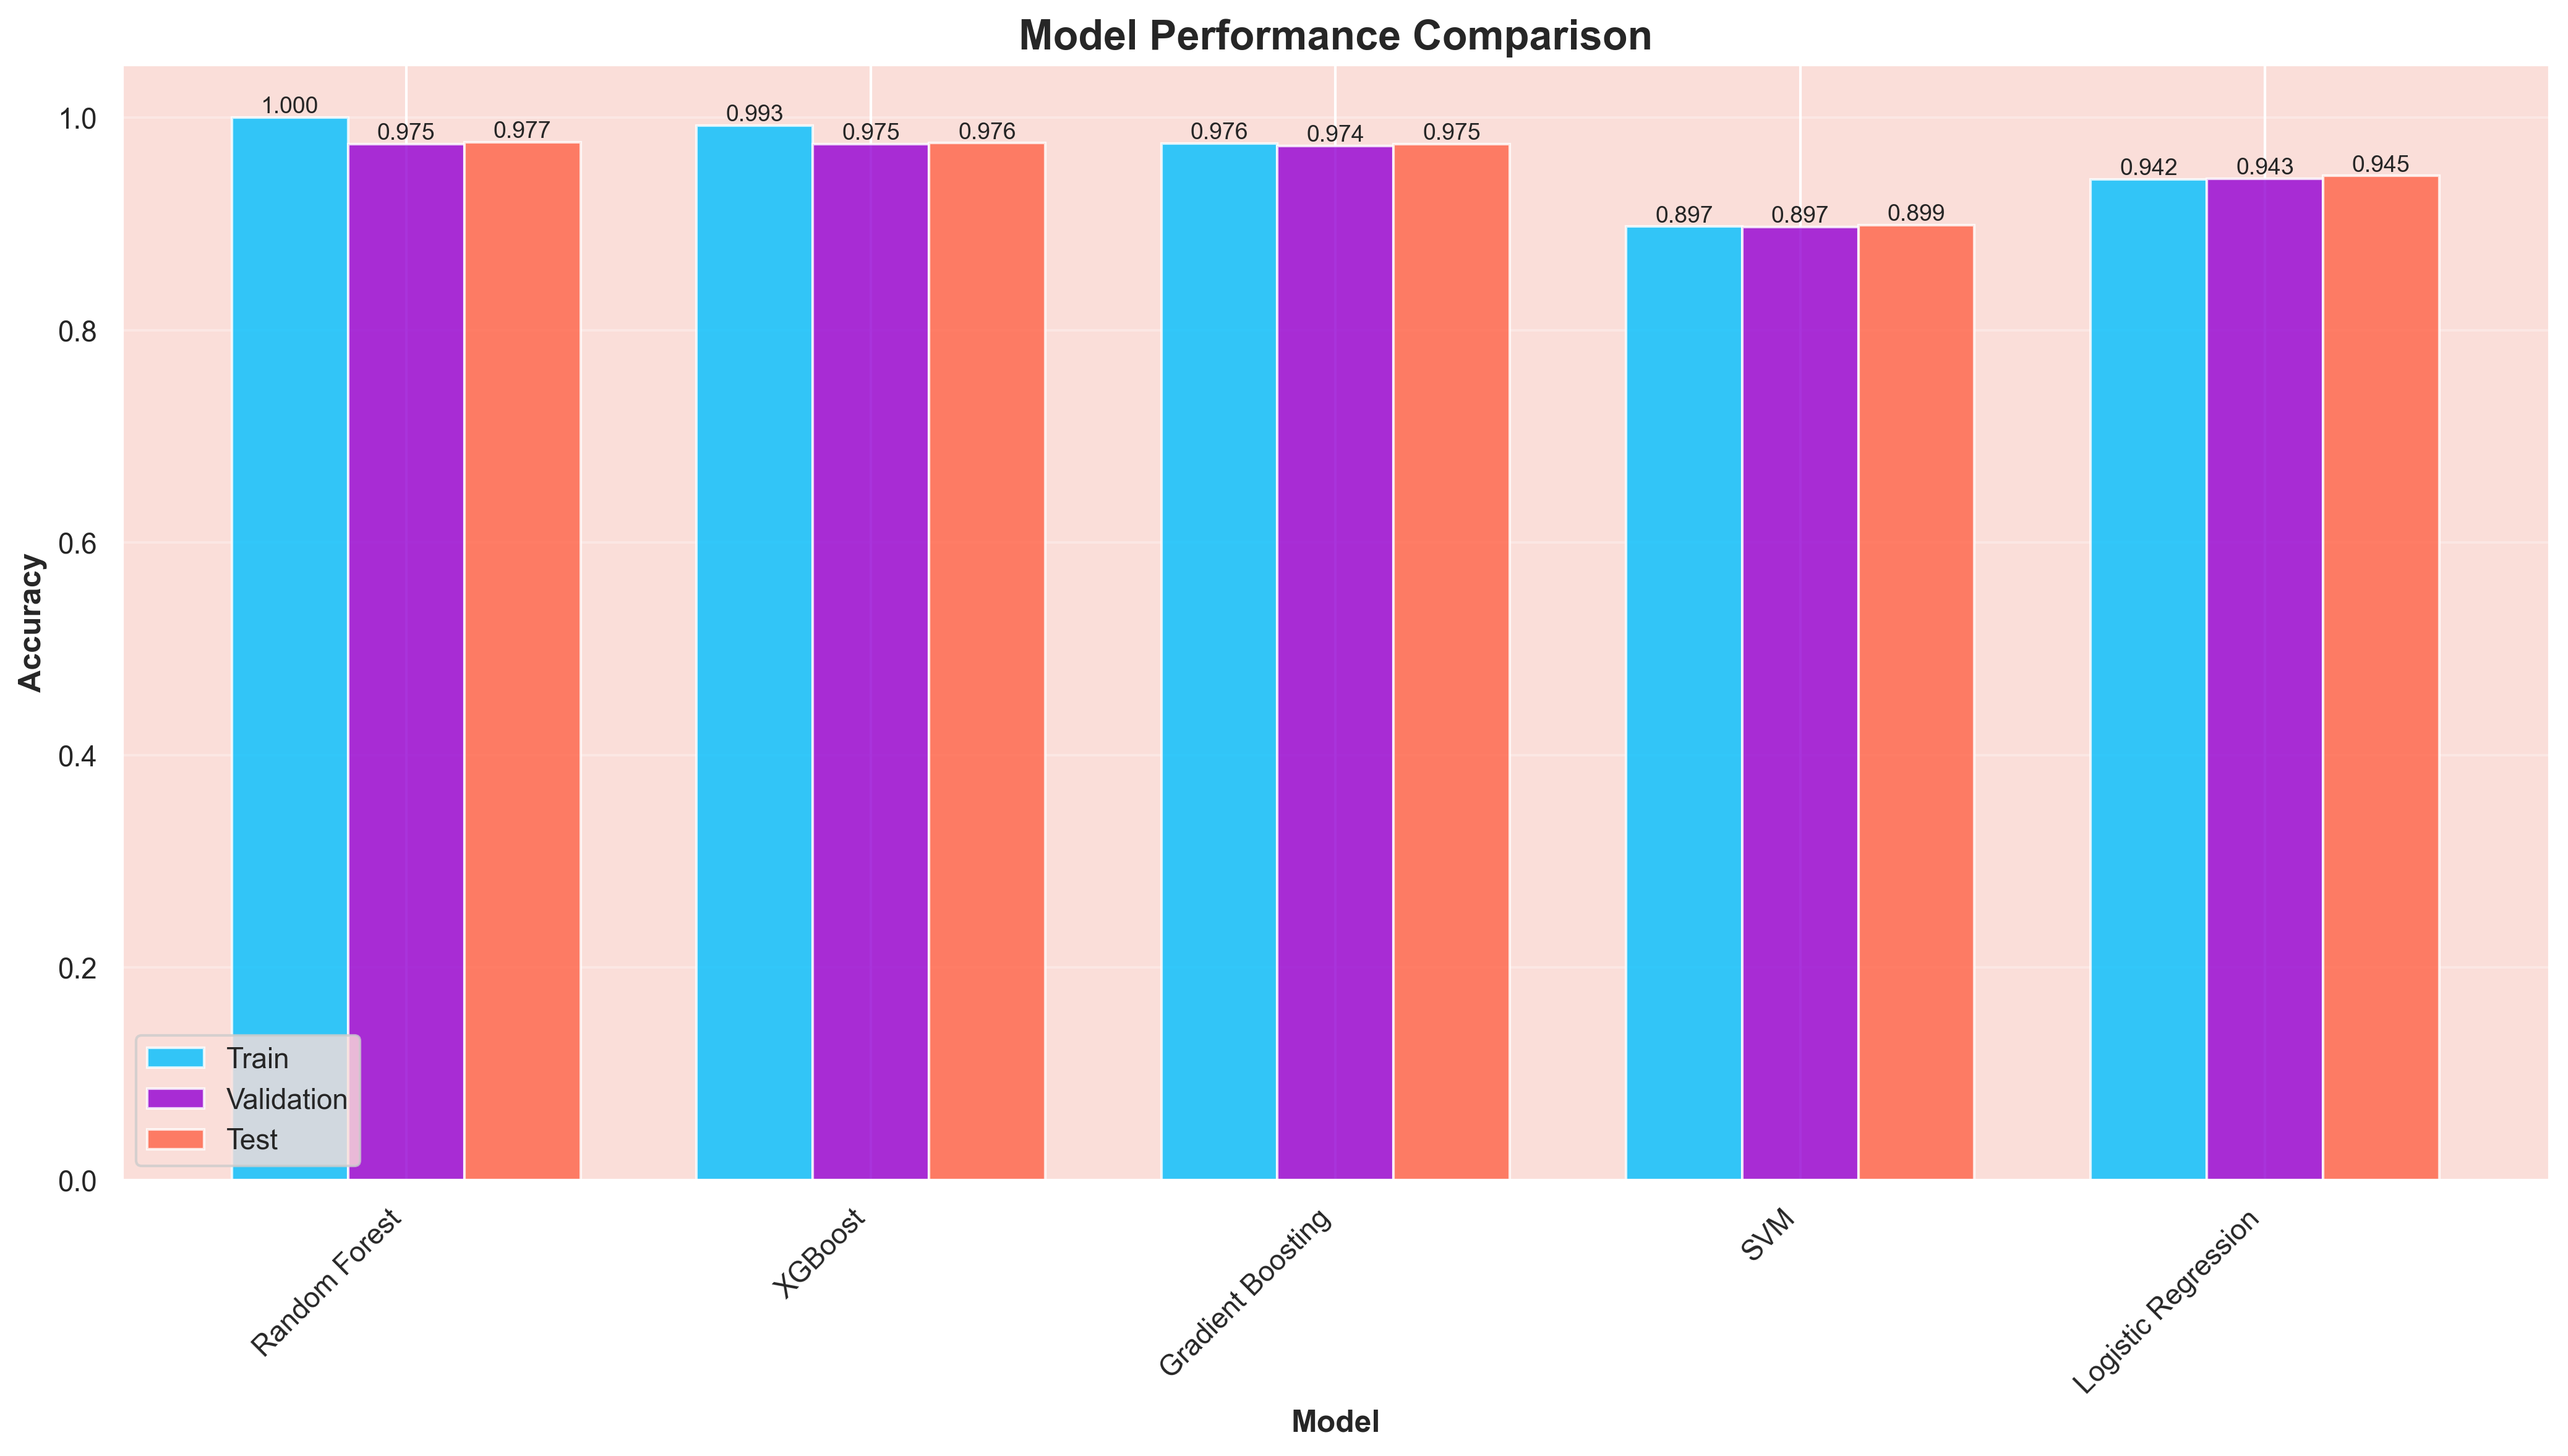 Model Performance Comparison
1.000
0.975
0.977
0.993
0.975
0.976
0.976
0.974
0.975
0.897
0.897
0.899
0.942
0.943
0.945
1.0
0.8
0.6
0.4
0.2
0.0
Accuracy
Train
Validation
Test
Random Forest
XGBoost
Gradient Boosting
SVM
Logistic Regression
Model